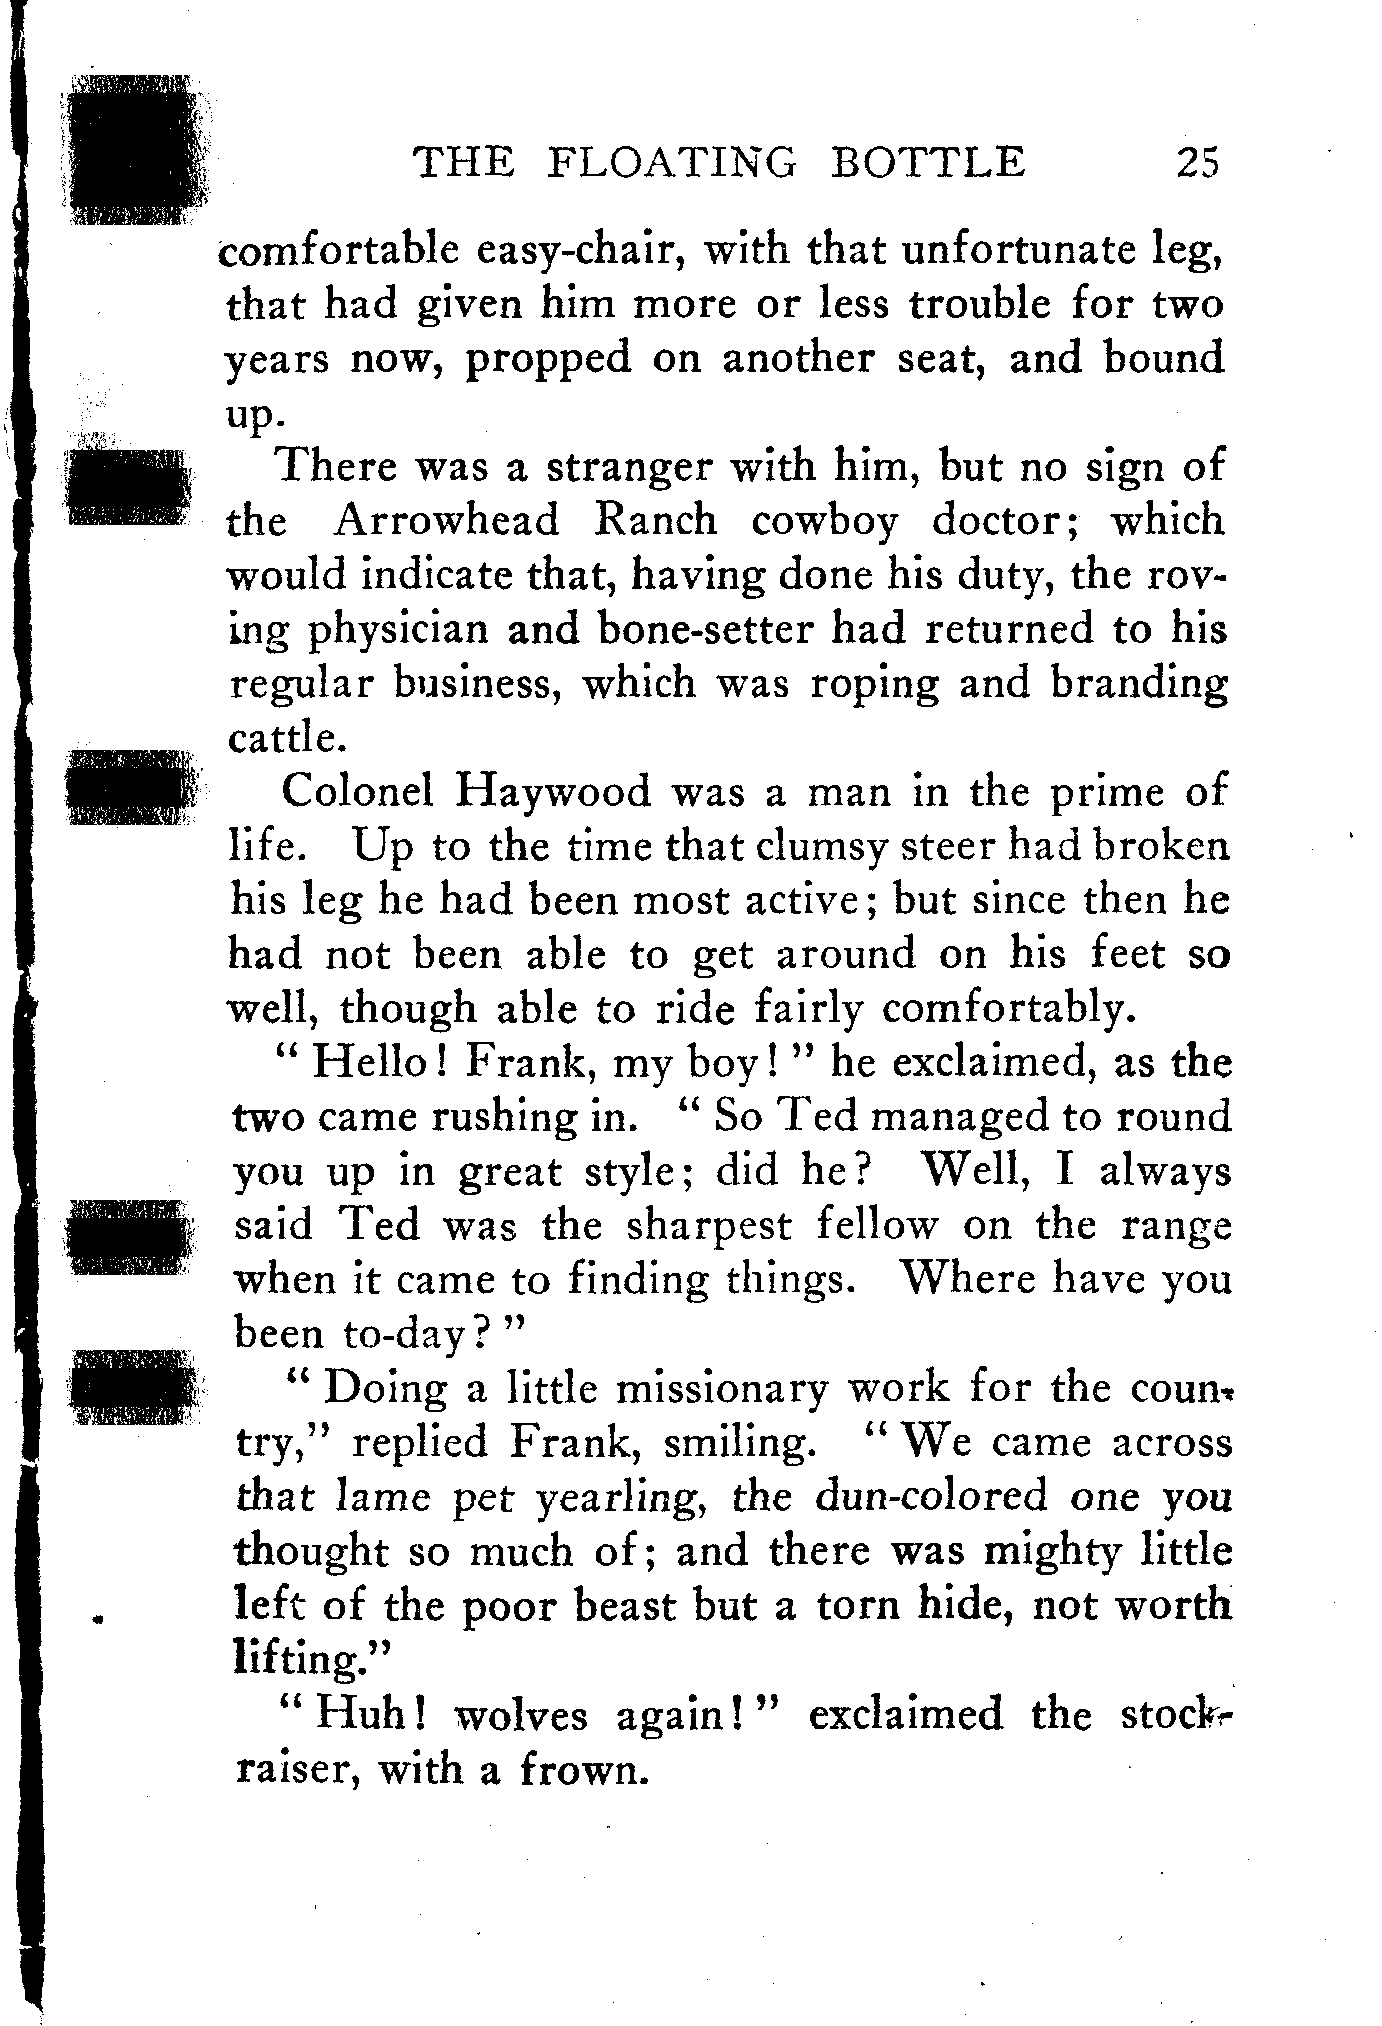 THE FLOATING BOTTLE 25
comfortable easy-chair, with that unfortunate leg,
that had given him more or less trouble for two
years now, propped on another seat, and bound
up.
There was a stranger with him, but no sign of
the Arrowhead Ranch cowboy doctor; which
would indicate that, having done his duty, the rov-
ing physician and bone-setter had returned to his
regular business, which was roping and branding
cattle.
Colonel Haywood was a man in the prime of
life. Up to the time that clumsy steer had broken
his leg he had been most active; but since then he
had not been able to get around on his feet so
well, though able to ride fairly comfortably.
"Hello! Frank, my boy!" he exclaimed, as the
two came rushing in. "So Ted managed to round
you up in great style; did he? Well, I always
said Ted was the sharpest fellow on the range
when it came to finding things. Where have you
been to-day?"
"Doing a little missionary work for the coun-
try," replied Frank, smiling. "We came across
that lame pet yearling, the dun-colored one you
thought so much of; and there was mighty little
left of the poor beast but a torn hide, not worth
lifting."
"Huh! wolves again!" exclaimed the stock-
raiser, with a frown.